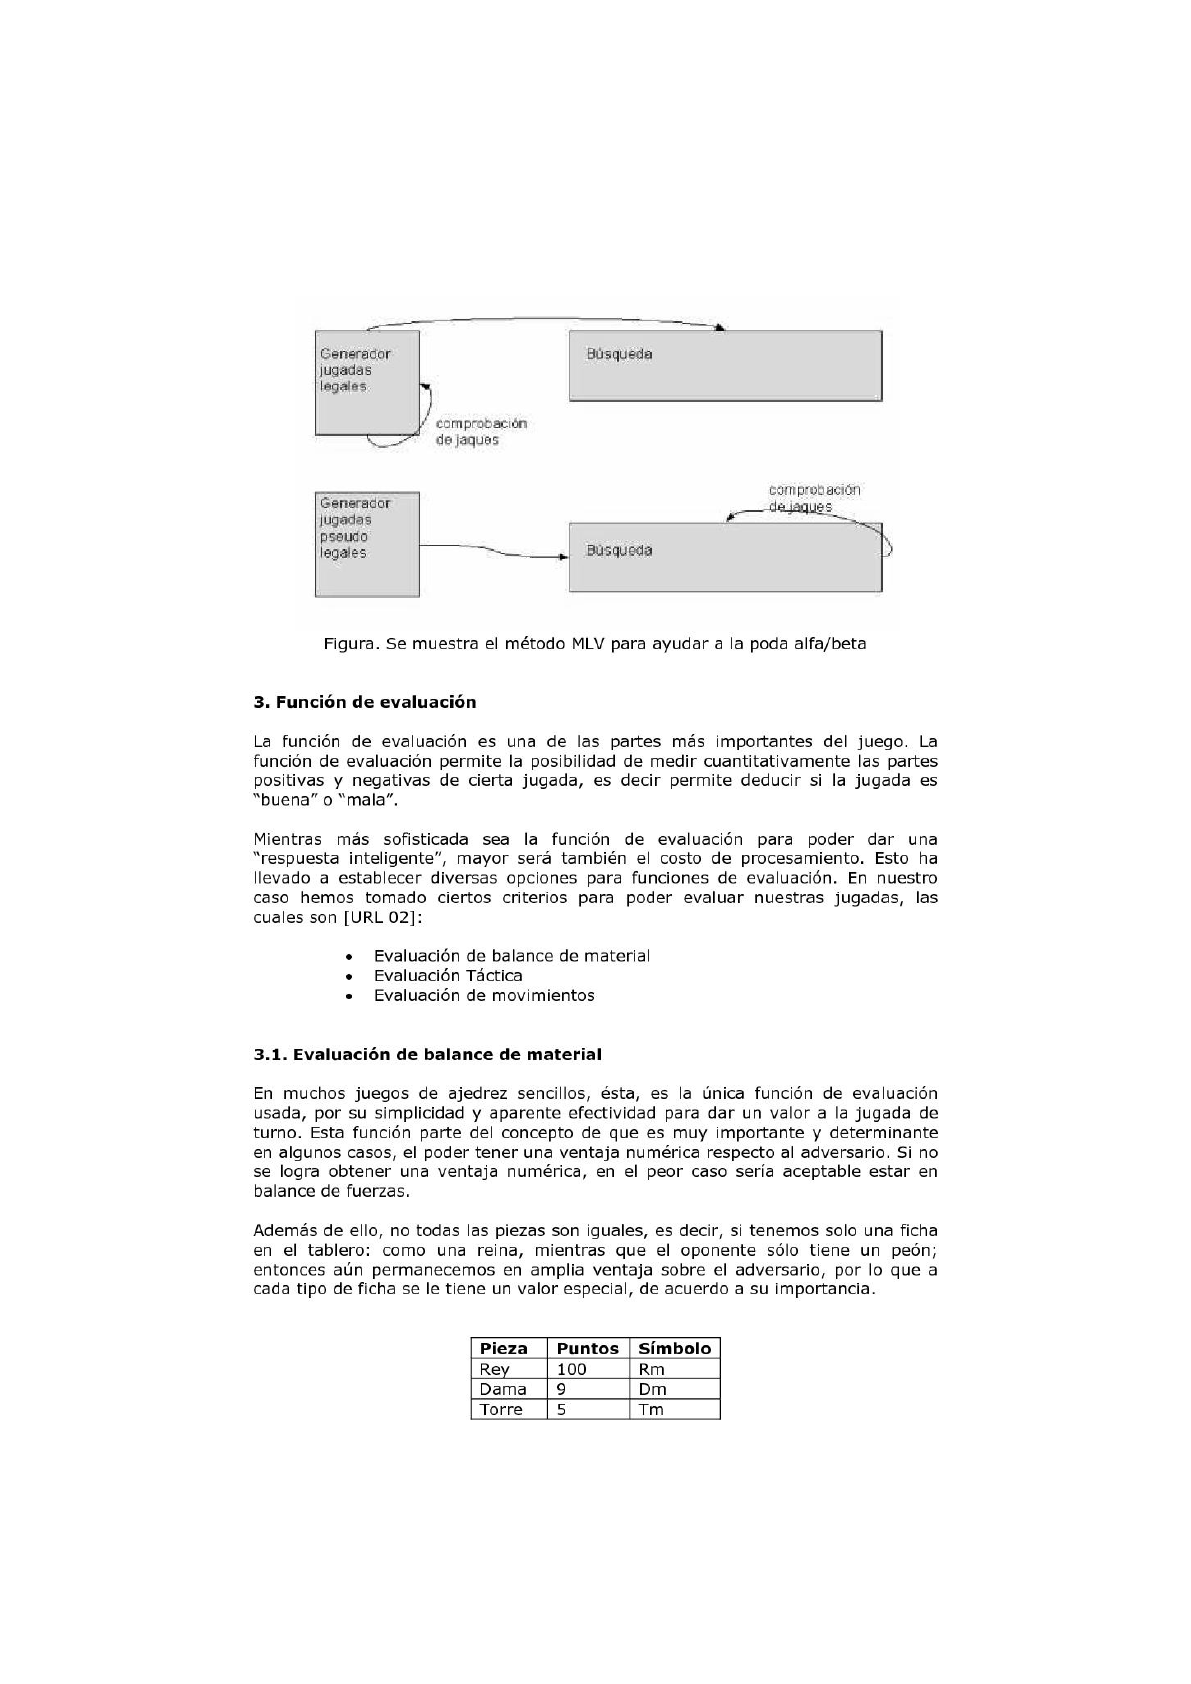 Generador
jugadas
legales
Búsqueda
comprobación
de jaques
Generador
jugadas
pseudo
legales
comprobación
de jaques
Búsqueda
Figura. Se muestra el método MLV para ayudar a la poda alfa/beta
3. Función de evaluación
La función de evaluación es una de las partes más importantes del juego. La
función de evaluación permite la posibilidad de medir cuantitativamente las partes
positivas y negativas de cierta jugada, es decir permite deducir si la jugada es
“buena” o “mala”.
Mientras más sofisticada sea la función de evaluación para poder dar una
“respuesta inteligente”, mayor será también el costo de procesamiento. Esto ha
llevado a establecer diversas opciones para funciones de evaluación. En nuestro
caso hemos tomado ciertos criterios para poder evaluar nuestras jugadas, las
cuales son [URL 02]:
• Evaluación de balance de material
• Evaluación Táctica
• Evaluación de movimientos
3.1. Evaluación de balance de material
En muchos juegos de ajedrez sencillos, ésta, es la única función de evaluación
usada, por su simplicidad y aparente efectividad para dar un valor a la jugada de
turno. Esta función parte del concepto de que es muy importante y determinante
en algunos casos, el poder tener una ventaja numérica respecto al adversario. Si no
se logra obtener una ventaja numérica, en el peor caso sería aceptable estar en
balance de fuerzas.
Además de ello, no todas las piezas son iguales, es decir, si tenemos solo una ficha
en el tablero: como una reina, mientras que el oponente sólo tiene un peón;
entonces aún permanecemos en amplia ventaja sobre el adversario, por lo que a
cada tipo de ficha se le tiene un valor especial, de acuerdo a su importancia.
Pieza Puntos Símbolo
Rey 100 Rm
Dama 9 Dm
Torre 5 Tm